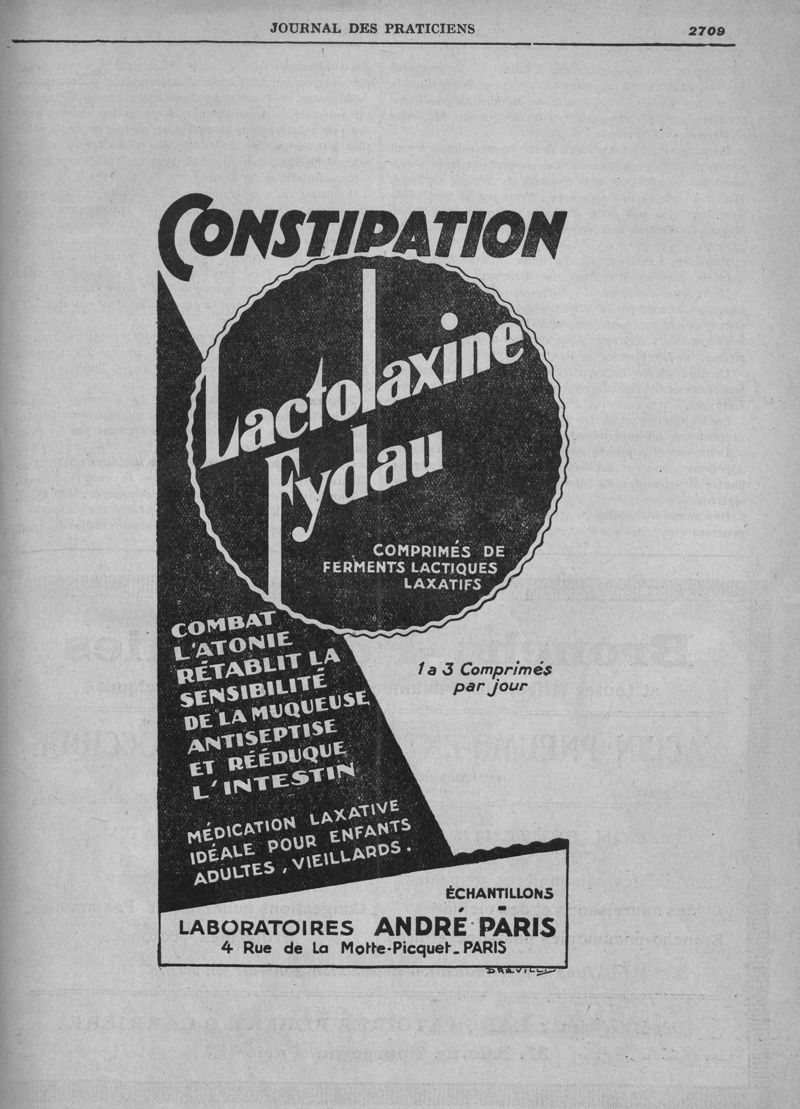 JOURNAL DES PRATICIENS 2709
CONSTIPATION
Lactolaxine
Fydau
COMPRIMÉS DE
FERMENTS LACTIQUES
LAXATIFS
COMBAT
L'ATONIE
RÉTABLIT LA
SENSIBILITÉ
DE LA MUQUEUSE
ANTISEPTISE
ET RÉÉDUQUE
L'INTESTIN
1 a 3 Comprimés
par jour
MÉDICATION LAXATIVE
IDÉALE POUR ENFANTS
ADULTES, VIEILLARDS.
ÉCHANTILLONS
LABORATOIRES ANDRÉ PÂRIS
4 Rue de La Motte-Picquet_PARIS